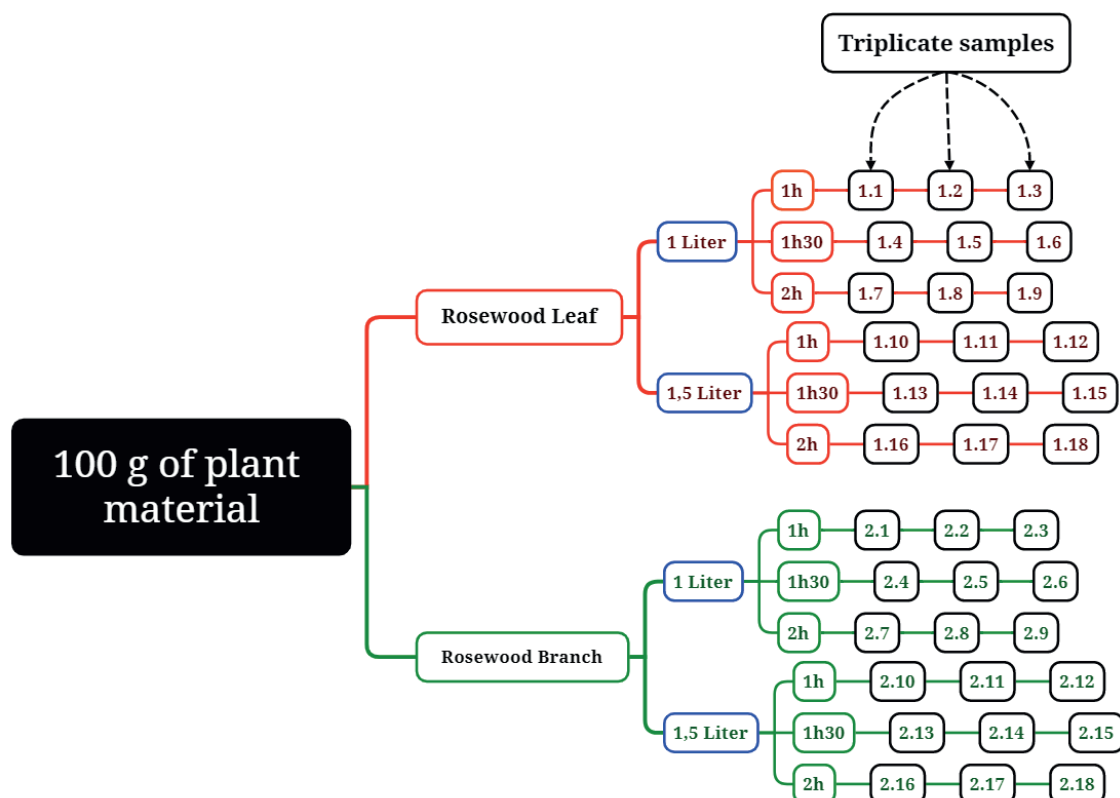 Triplicate samples
1h 1.1 1.2 1.3
1 Liter 1h30 1.4 1.5 1.6
2h 1.7 1.8 1.9
Rosewood Leaf
1h 1.10 1.11 1.12
1,5 Liter 1h30 1.13 1.14 1.15
2h 1.16 1.17 1.18
100 g of plant
material
1h 2.1 2.2 2.3
1 Liter 1h30 2.4 2.5 2.6
2h 2.7 2.8 2.9
Rosewood Branch
1h 2.10 2.11 2.12
1,5 Liter 1h30 2.13 2.14 2.15
2h 2.16 2.17 2.18